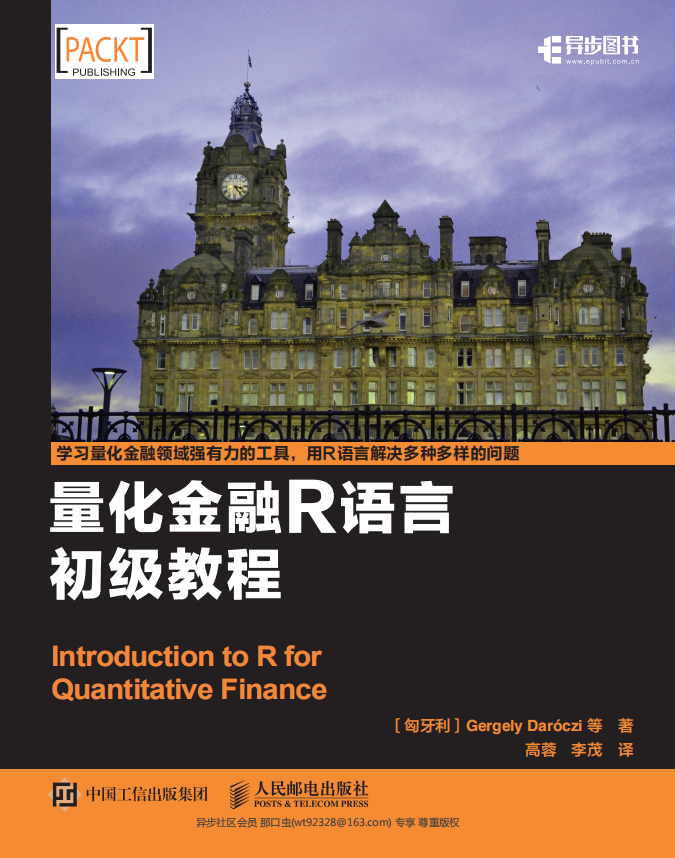 PACKT
PUBLISHING
异步图书
www.epubit.com.cn
学习量化金融领域强有力的工具，用R语言解决多种多样的问题
量化金融R语言
初级教程
Introduction to R for
Quantitative Finance
［匈牙利］Gergely Daróczi 等　著
高蓉　李茂　译
中国工信出版集团
人民邮电出版社
POSTS & TELECOM PRESS
异步社区会员 那口虫(wt92328@163.com) 专享 尊重版权